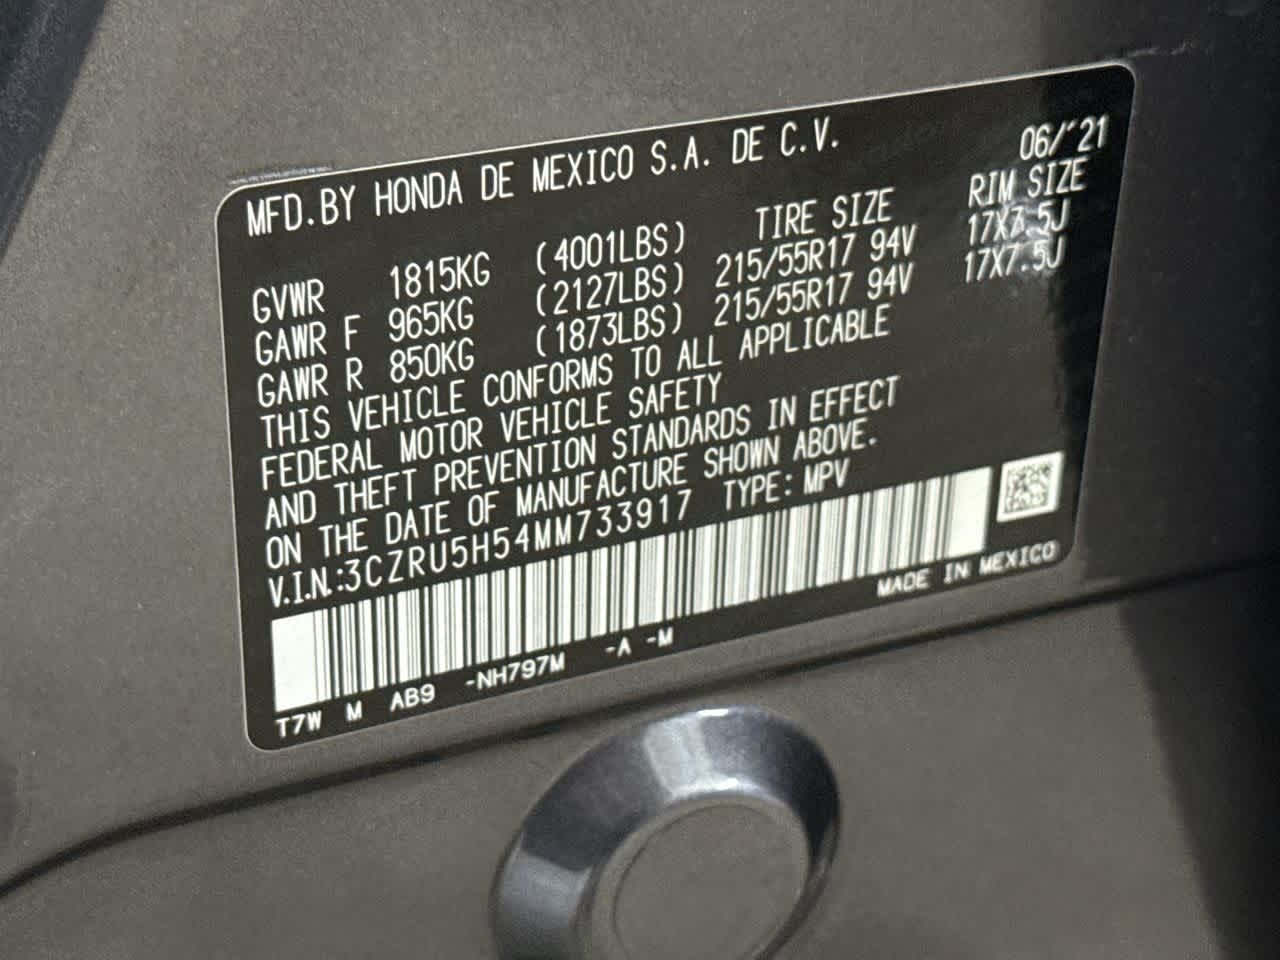 MFD.BY HONDA DE MEXICO S.A. DE C.V. 06/'21
TIRE SIZE RIM SIZE
GVWR 1815KG (4001LBS)
GAWR F 965KG (2127LBS) 215/55R17 94V 17X7.5J
GAWR R 850KG (1873LBS) 215/55R17 94V 17X7.5J
THIS VEHICLE CONFORMS TO ALL APPLICABLE
FEDERAL MOTOR VEHICLE SAFETY
AND THEFT PREVENTION STANDARDS IN EFFECT
ON THE DATE OF MANUFACTURE SHOWN ABOVE.
V.I.N.:3CZRU5H54MM733917 TYPE: MPV
MADE IN MEXICO
T7W M AB9 -NH797M -A -M